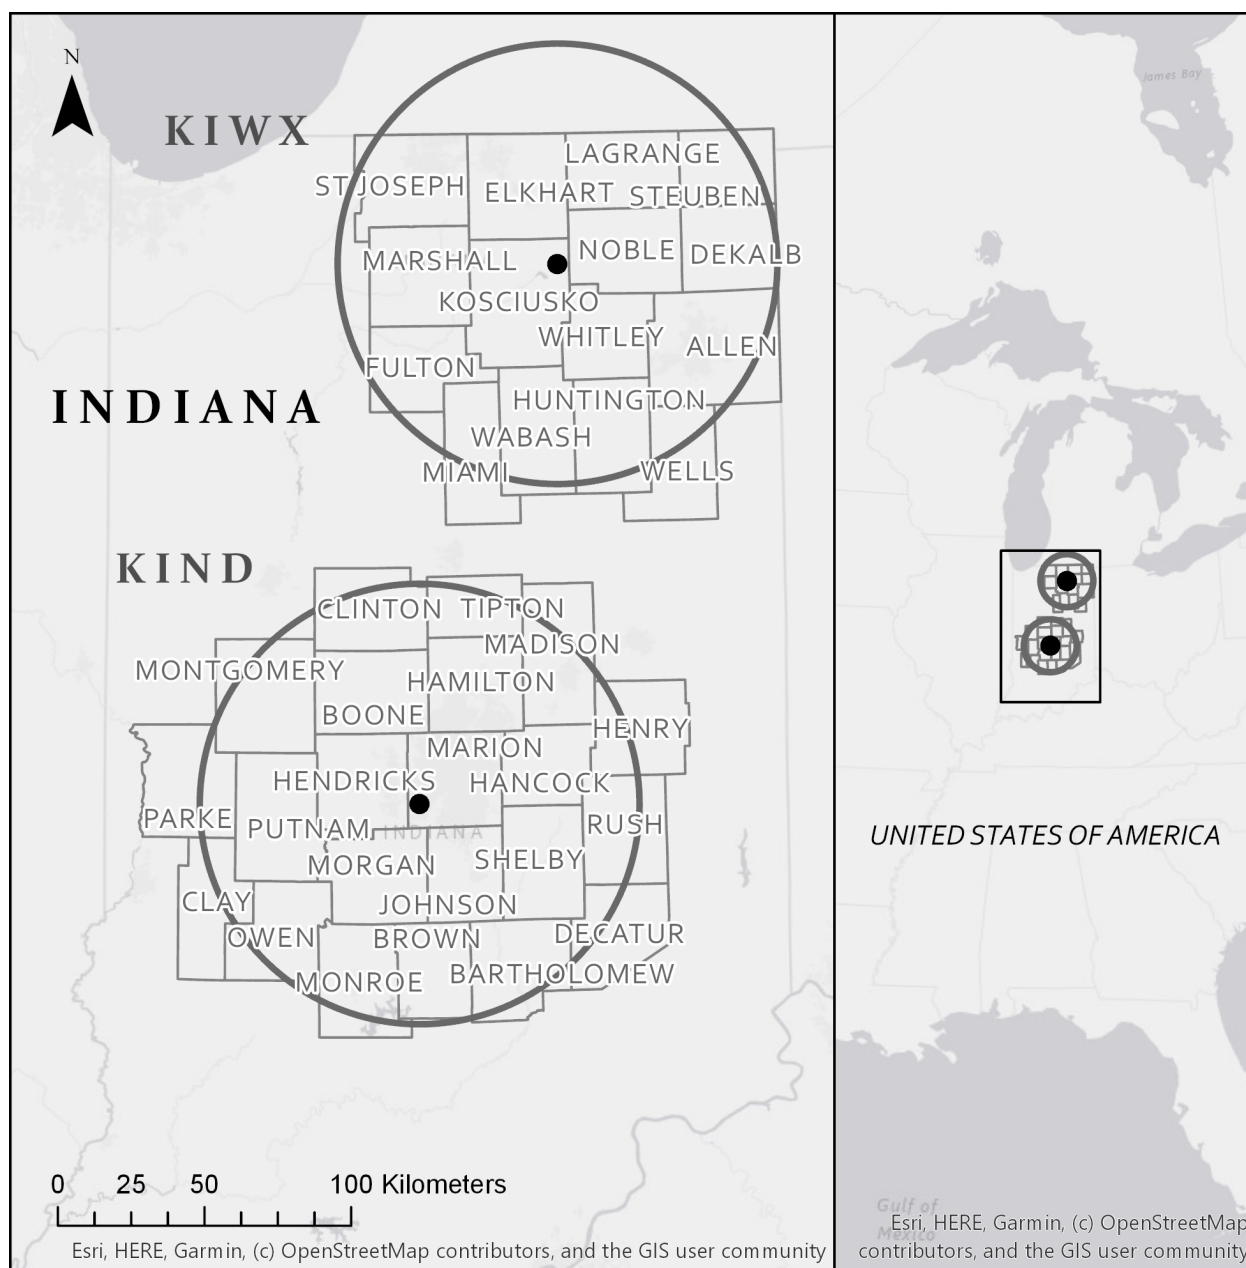 N
KIWX
LAGRANGE
ST JOSEPH
ELKHART
STEUBEN
NOBLE
DEKALB
MARSHALL
KOSCIUSKO
WHITLEY
ALLEN
FULTON
INDIANA
HUNTINGTON
WABASH
MIAMI
WELLS
KIND
CLINTON
TIPTON
MADISON
MONTGOMERY
HAMILTON
BOONE
HENRY
MARION
HENDRICKS
HANCOCK
PARKE
PUTNAM
INDIANA
RUSH
MORGAN
SHELBY
CLAY
JOHNSON
OWEN
BROWN
DECATUR
MONROE
BARTHOLOMEW
0 25 50 100 Kilometers
Esri, HERE, Garmin, (c) OpenStreetMap contributors, and the GIS user community
James Bay
UNITED STATES OF AMERICA
Gulf of
Mexico
Esri, HERE, Garmin, (c) OpenStreetMap
contributors, and the GIS user community